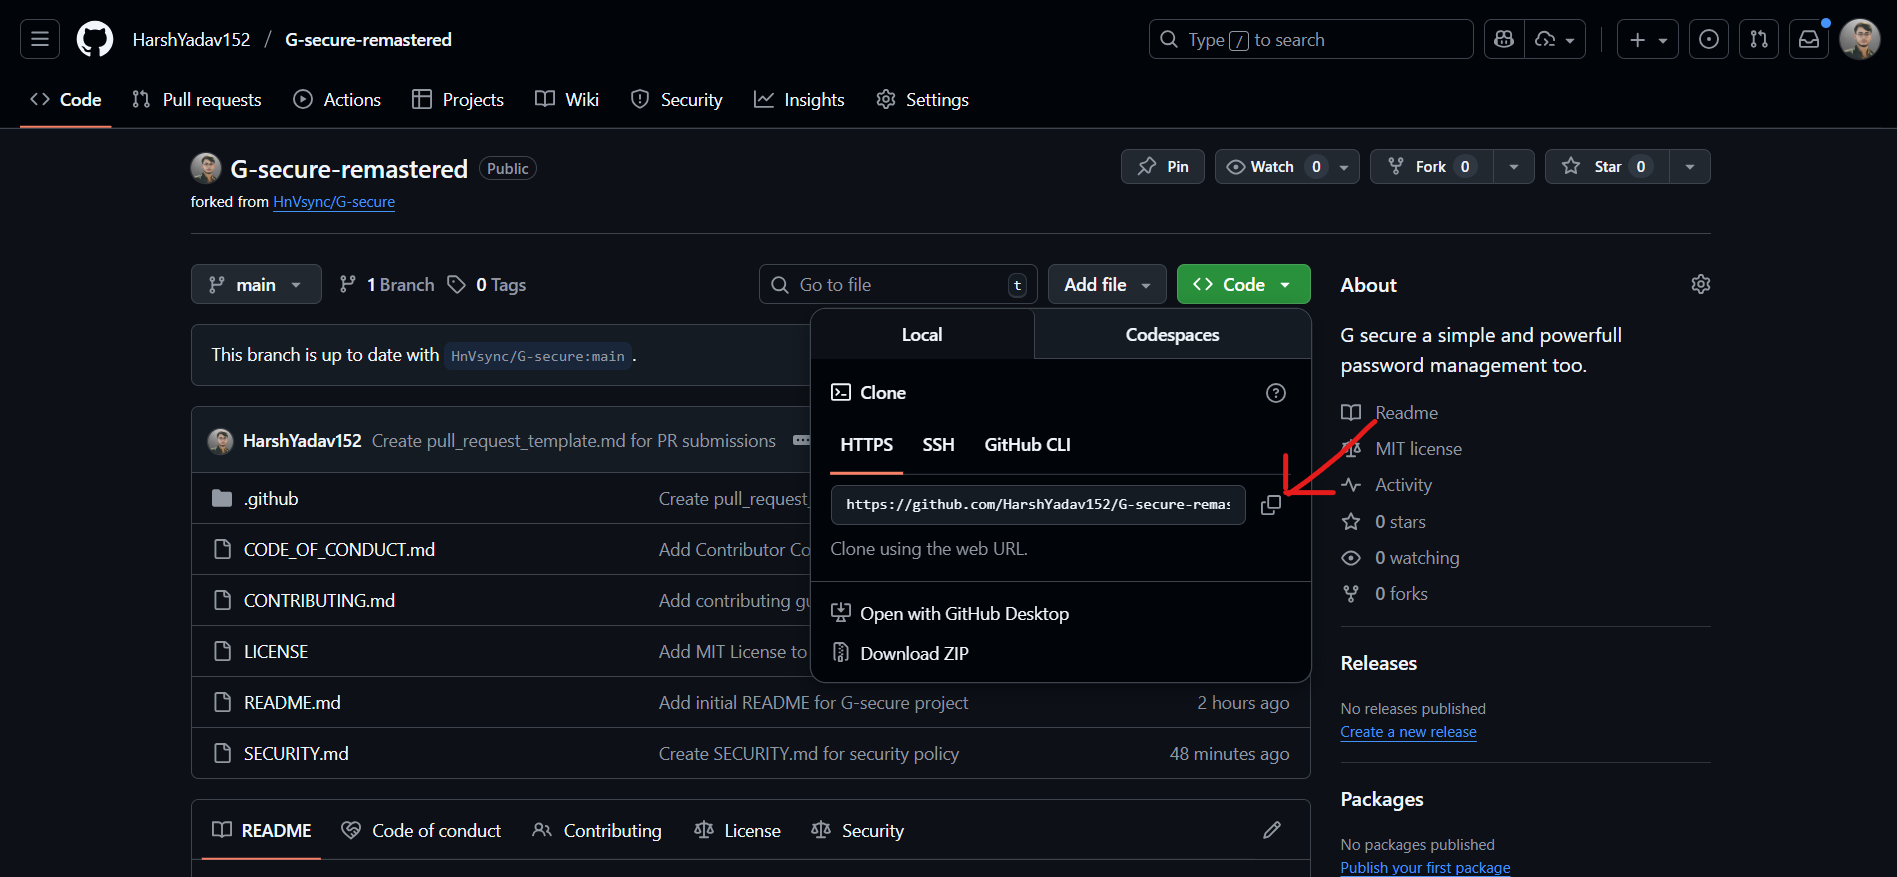 HarshYadav152 / G-secure-remastered
Type / to search
Code
Pull requests
Actions
Projects
Wiki
Security
Insights
Settings
G-secure-remastered Public
forked from HnVsync/G-secure
Pin
Watch 0
Fork 0
Star 0
main
1 Branch
0 Tags
Go to file t
Add file
Code
This branch is up to date with HnVsync/G-secure:main .
HarshYadav152 Create pull_request_template.md for PR submissions
.github Create pull_request_
CODE_OF_CONDUCT.md Add Contributor Co
CONTRIBUTING.md Add contributing gu
LICENSE Add MIT License to
README.md Add initial README for G-secure project 2 hours ago
SECURITY.md Create SECURITY.md for security policy 48 minutes ago
Local
Codespaces
Clone
HTTPS
SSH
GitHub CLI
https://github.com/HarshYadav152/G-secure-remas
Clone using the web URL.
Open with GitHub Desktop
Download ZIP
README
Code of conduct
Contributing
License
Security
About
G secure a simple and powerfull
password management too.
Readme
MIT license
Activity
0 stars
0 watching
0 forks
Releases
No releases published
Create a new release
Packages
No packages published
Publish your first package